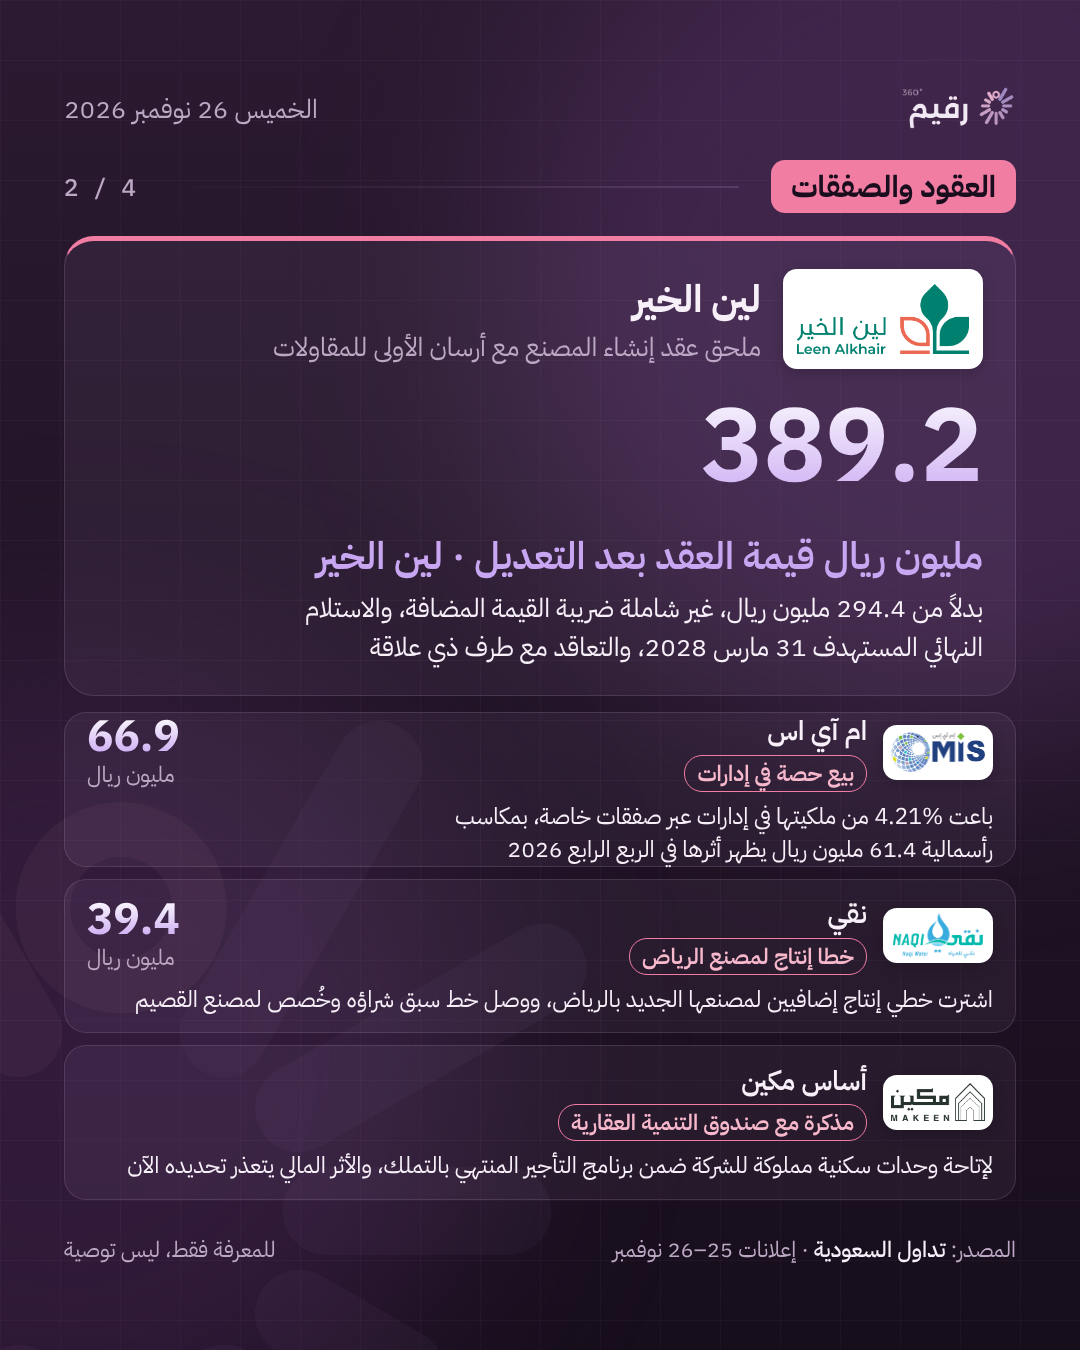 رقيم 360°
الخميس 26 نوفمبر 2026
العقود والصفقات
2 / 4
لين الخير
Leen Alkhair
لين الخير
ملحق عقد إنشاء المصنع مع أرسان الأولى للمقاولات
389.2
مليون ريال قيمة العقد بعد التعديل · لين الخير
بدلاً من 294.4 مليون ريال، غير شاملة ضريبة القيمة المضافة، والاستلام
النهائي المستهدف 31 مارس 2028، والتعاقد مع طرف ذي علاقة
إم آي إس
MIS
ام آي اس
بيع حصة في إدارات
66.9
مليون ريال
باعت 4.21% من ملكيتها في إدارات عبر صفقات خاصة، بمكاسب
رأسمالية 61.4 مليون ريال يظهر أثرها في الربع الرابع 2026
NAQI نقي
Naqi Water نقي للمياه
نقي
خطا إنتاج لمصنع الرياض
39.4
مليون ريال
اشترت خطي إنتاج إضافيين لمصنعها الجديد بالرياض، ووصل خط سبق شراؤه وخُصص لمصنع القصيم
مكين
MAKEEN
أساس مكين
مذكرة مع صندوق التنمية العقارية
لإتاحة وحدات سكنية مملوكة للشركة ضمن برنامج التأجير المنتهي بالتملك، والأثر المالي يتعذر تحديده الآن
المصدر: تداول السعودية · إعلانات 25–26 نوفمبر
للمعرفة فقط، ليس توصية